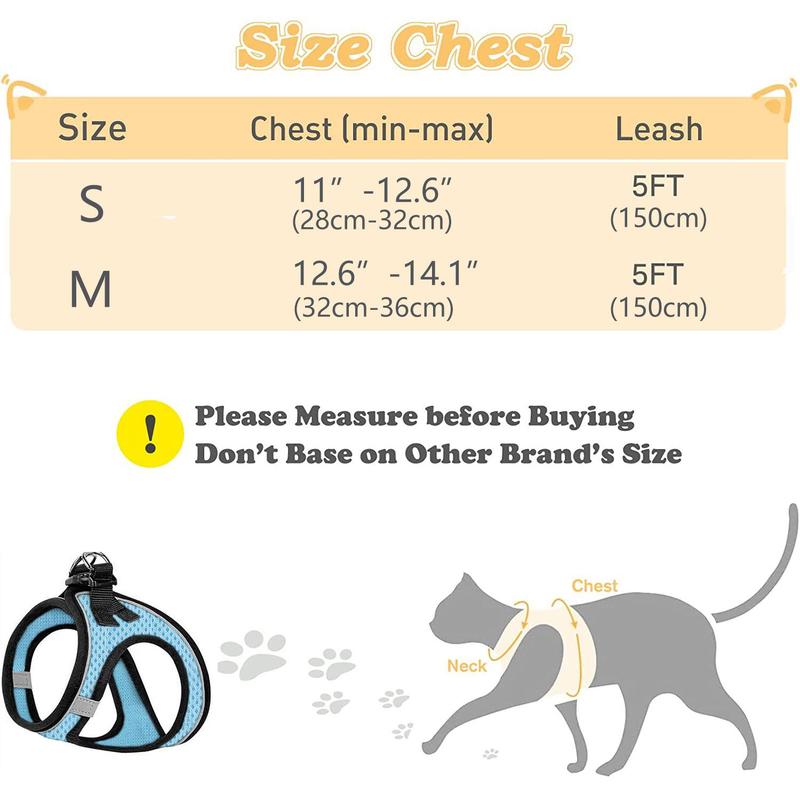 Size Chest
Size Chest (min-max) Leash
S 11″ -12.6″ 5FT
(28cm-32cm) (150cm)
M 12.6″ -14.1″ 5FT
(32cm-36cm) (150cm)
! Please Measure before Buying
Don't Base on Other Brand's Size
Chest
Neck